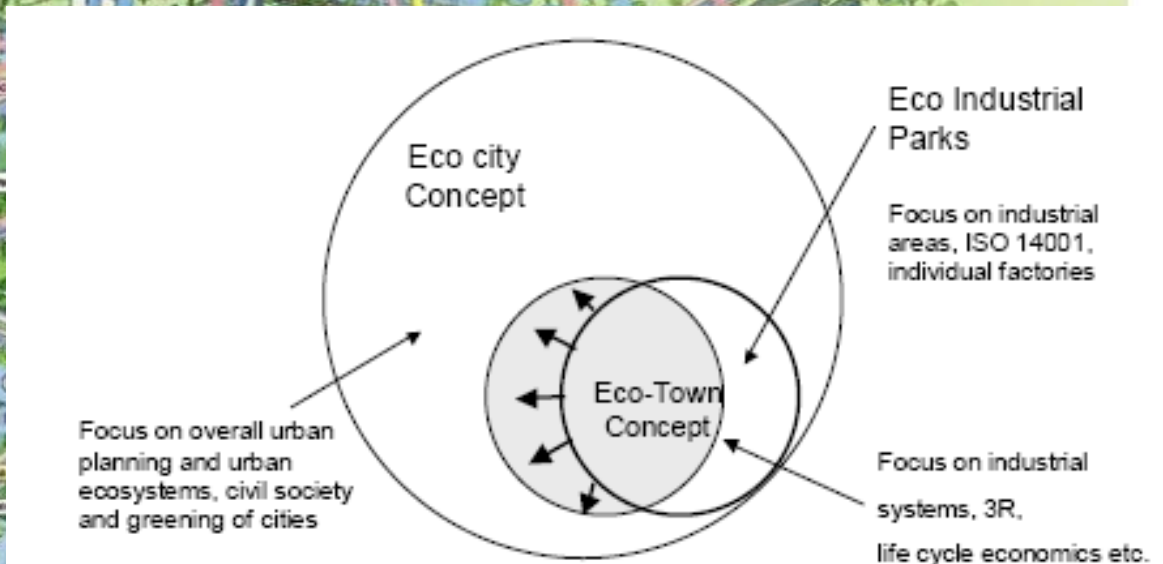 Eco city
Concept
Eco Industrial
Parks
Focus on industrial
areas, ISO 14001,
individual factories
Eco-Town
Concept
Focus on overall urban
planning and urban
ecosystems, civil society
and greening of cities
Focus on industrial
systems, 3R,
life cycle economics etc.